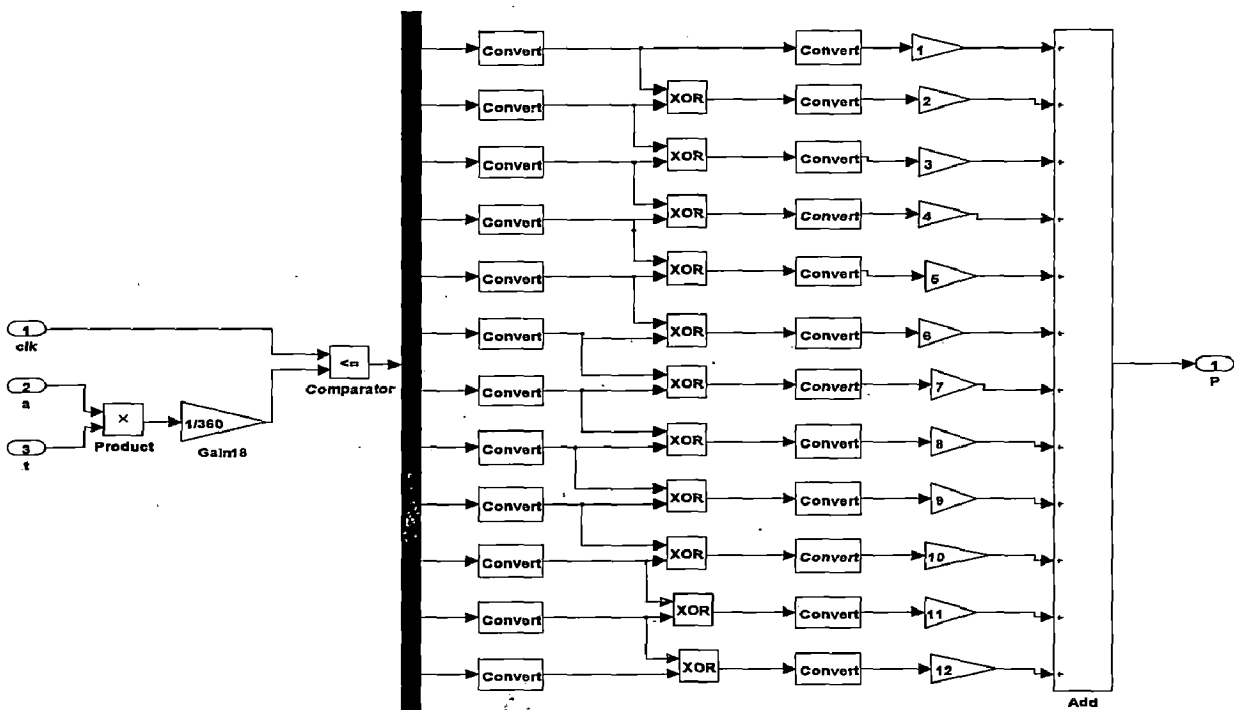 Convert Convert 1 +
Convert XOR Convert 2 +
Convert XOR Convert 3 +
Convert XOR Convert 4 +
Convert XOR Convert 5 +
1 Convert XOR Convert 6 +
clk <= 1
Comparator P
2 Convert XOR Convert 7 +
a × 1/360
3 Product Gain18 Convert XOR Convert 8 +
t
Convert XOR Convert 9 +
Convert XOR Convert 10 +
Convert XOR Convert 11 +
Convert XOR Convert 12 +
Add